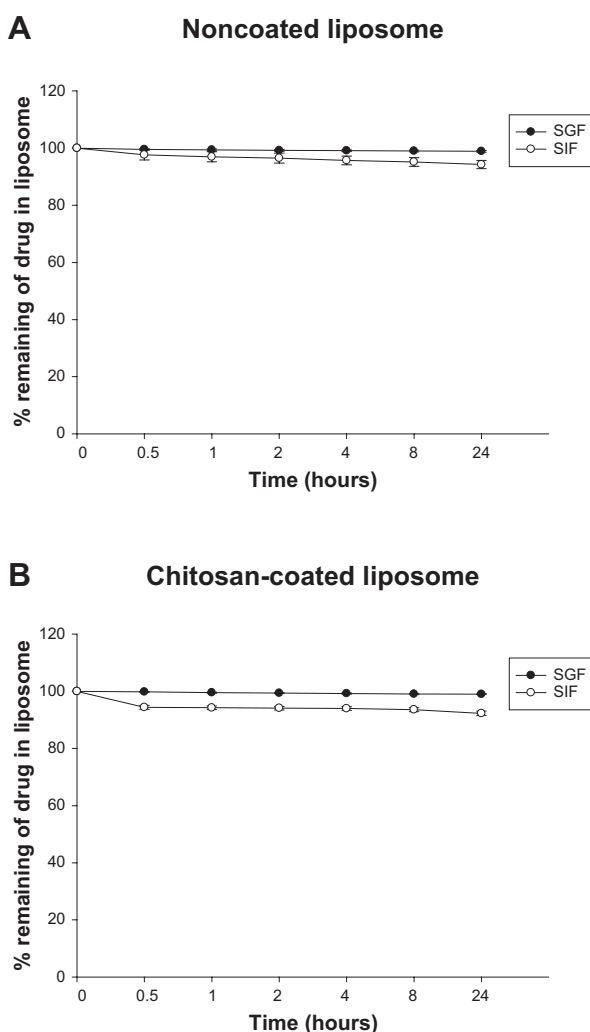 A Noncoated liposome
120
100
80
60
40
20
0
% remaining of drug in liposome
0 0.5 1 2 4 8 24
Time (hours)
SGF
SIF
B Chitosan-coated liposome
120
100
80
60
40
20
0
% remaining of drug in liposome
0 0.5 1 2 4 8 24
Time (hours)
SGF
SIF